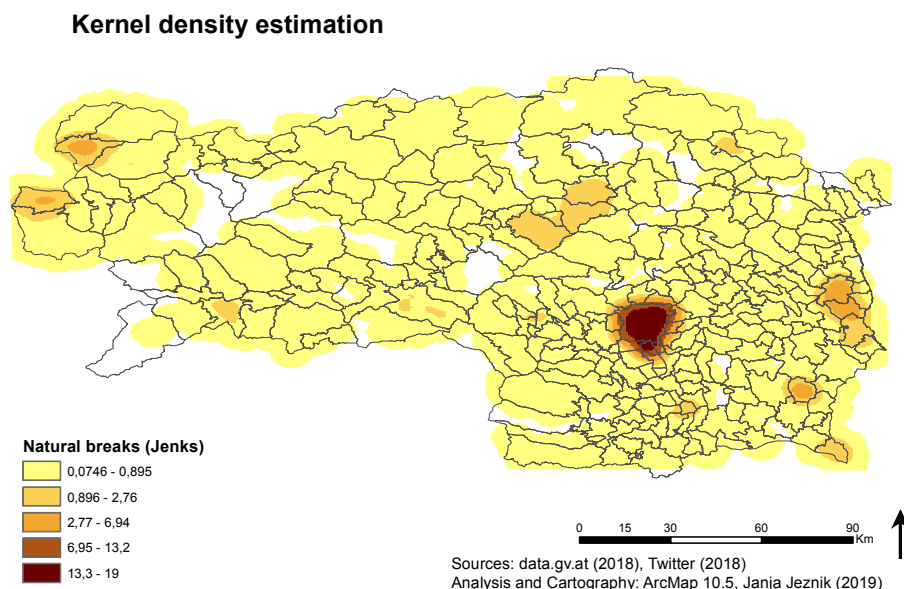 Kernel density estimation
Natural breaks (Jenks)
0,0746 - 0,895
0,896 - 2,76
2,77 - 6,94
6,95 - 13,2
13,3 - 19
0 15 30 60 90
Km
Sources: data.gv.at (2018), Twitter (2018)
Analysis and Cartography: ArcMap 10.5, Janja Jeznik (2019)